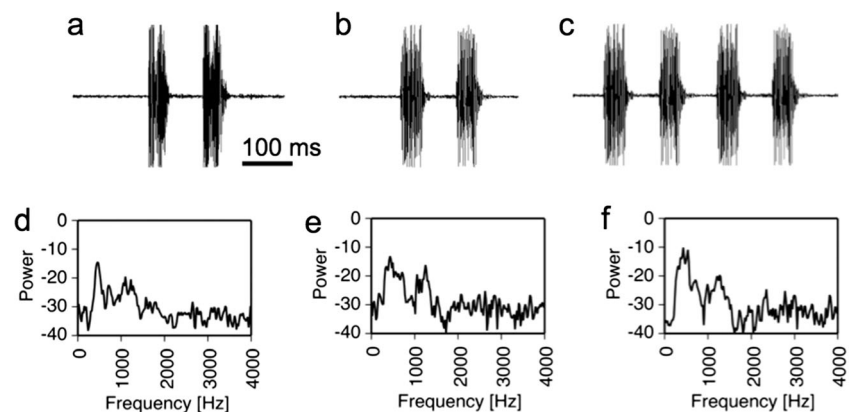 a b c
100 ms
d e f
0 0 0
Power Power Power
-10 -10 -10
-20 -20 -20
-30 -30 -30
-40 -40 -40
0 1000 2000 3000 4000 0 1000 2000 3000 4000 0 1000 2000 3000 4000
Frequency [Hz] Frequency [Hz] Frequency [Hz]